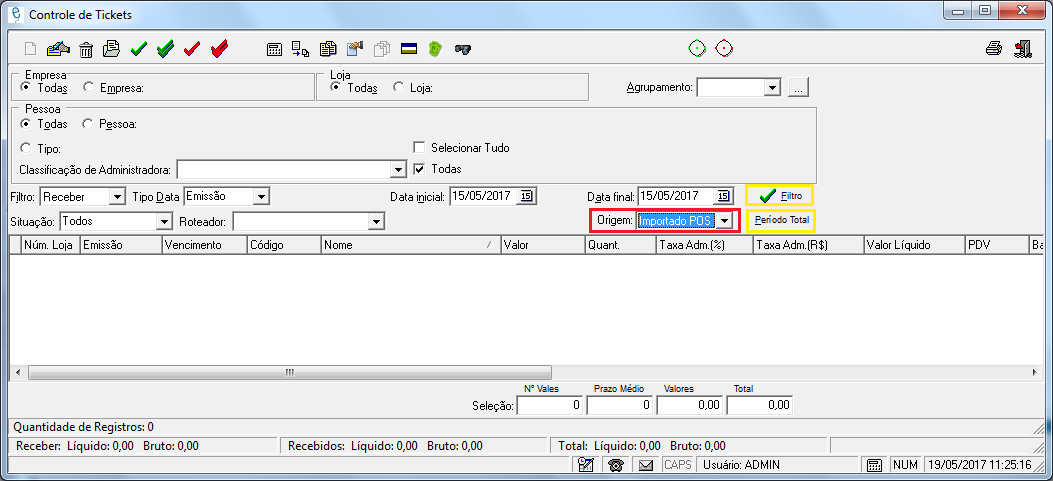 Controle de Tickets
Empresa
Todas Empresa:
Loja
Todas Loja:
Agrupamento: ...
Pessoa
Todas Pessoa:
Tipo:
Selecionar Tudo
Classificação de Administradora: Todas
Filtro: Receber Tipo Data Emissão Data inicial: 15/05/2017 15 Data final: 15/05/2017 15 Filtro
Situação: Todos Roteador: Origem: Importado POS Período Total
Núm. Loja Emissão Vencimento Código Nome Valor Quant. Taxa Adm.(%) Taxa Adm.(R$) Valor Líquido PDV Ba
N° Vales Prazo Médio Valores Total
Seleção: 0 0 0,00 0,00
Quantidade de Registros: 0
Receber: Líquido: 0,00 Bruto: 0,00 Recebidos: Líquido: 0,00 Bruto: 0,00 Total: Líquido: 0,00 Bruto: 0,00
CAPS Usuário: ADMIN NUM 19/05/2017 11:25:16